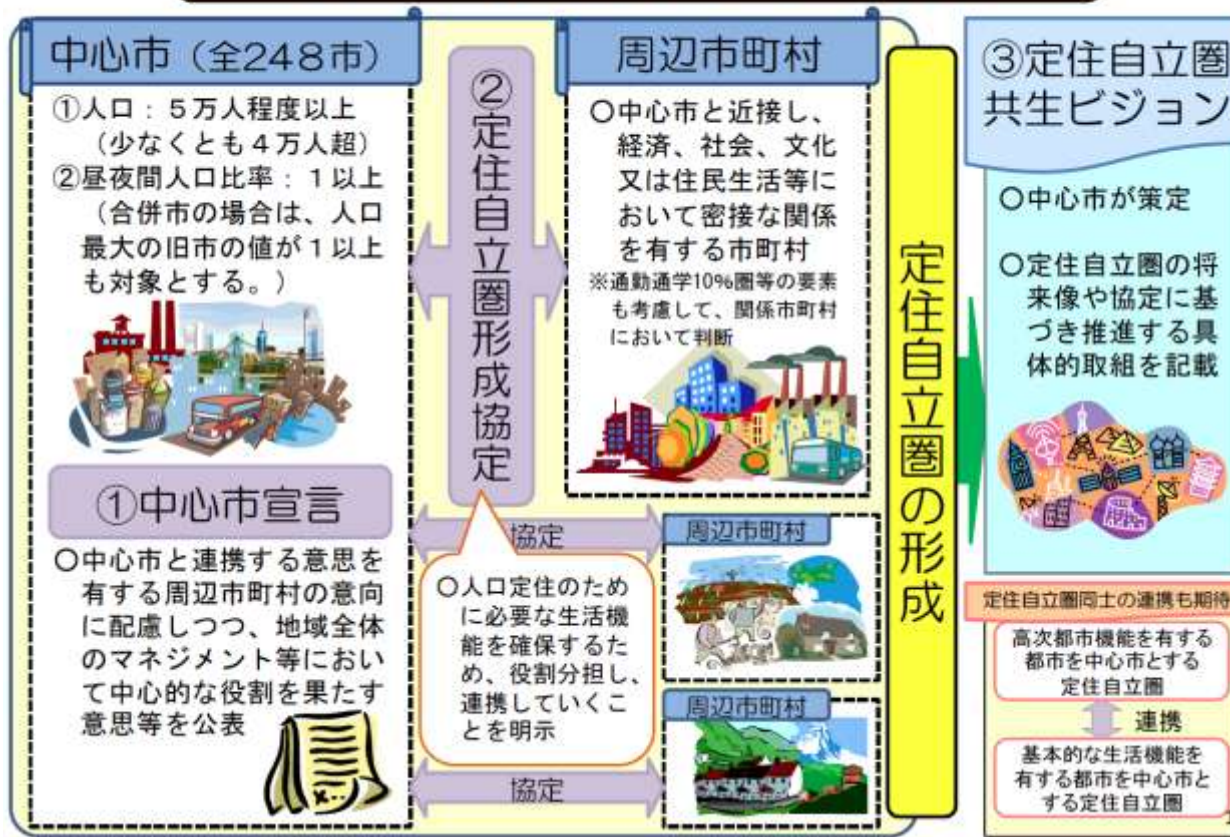 中心市（全248市）
①人口：５万人程度以上
（少なくとも４万人超）
②昼夜間人口比率：１以上
（合併市の場合は、人口
最大の旧市の値が１以上
も対象とする。）
①中心市宣言
○中心市と連携する意思を
有する周辺市町村の意向
に配慮しつつ、地域全体
のマネジメント等におい
て中心的な役割を果たす
意思等を公表
②定住自立圏形成協定
協定
○人口定住のため
に必要な生活機
能を確保するた
め、役割分担し、
連携していくこ
とを明示
協定
周辺市町村
○中心市と近接し、
経済、社会、文化
又は住民生活等に
おいて密接な関係
を有する市町村
※通勤通学10%圏等の要素
も考慮して、関係市町村
において判断
周辺市町村
周辺市町村
定住自立圏の形成
③定住自立圏
共生ビジョン
○中心市が策定
○定住自立圏の将
来像や協定に基
づき推進する具
体的取組を記載
定住自立圏同士の連携も期待
高次都市機能を有する
都市を中心市とする
定住自立圏
連携
基本的な生活機能を
有する都市を中心市と
する定住自立圏